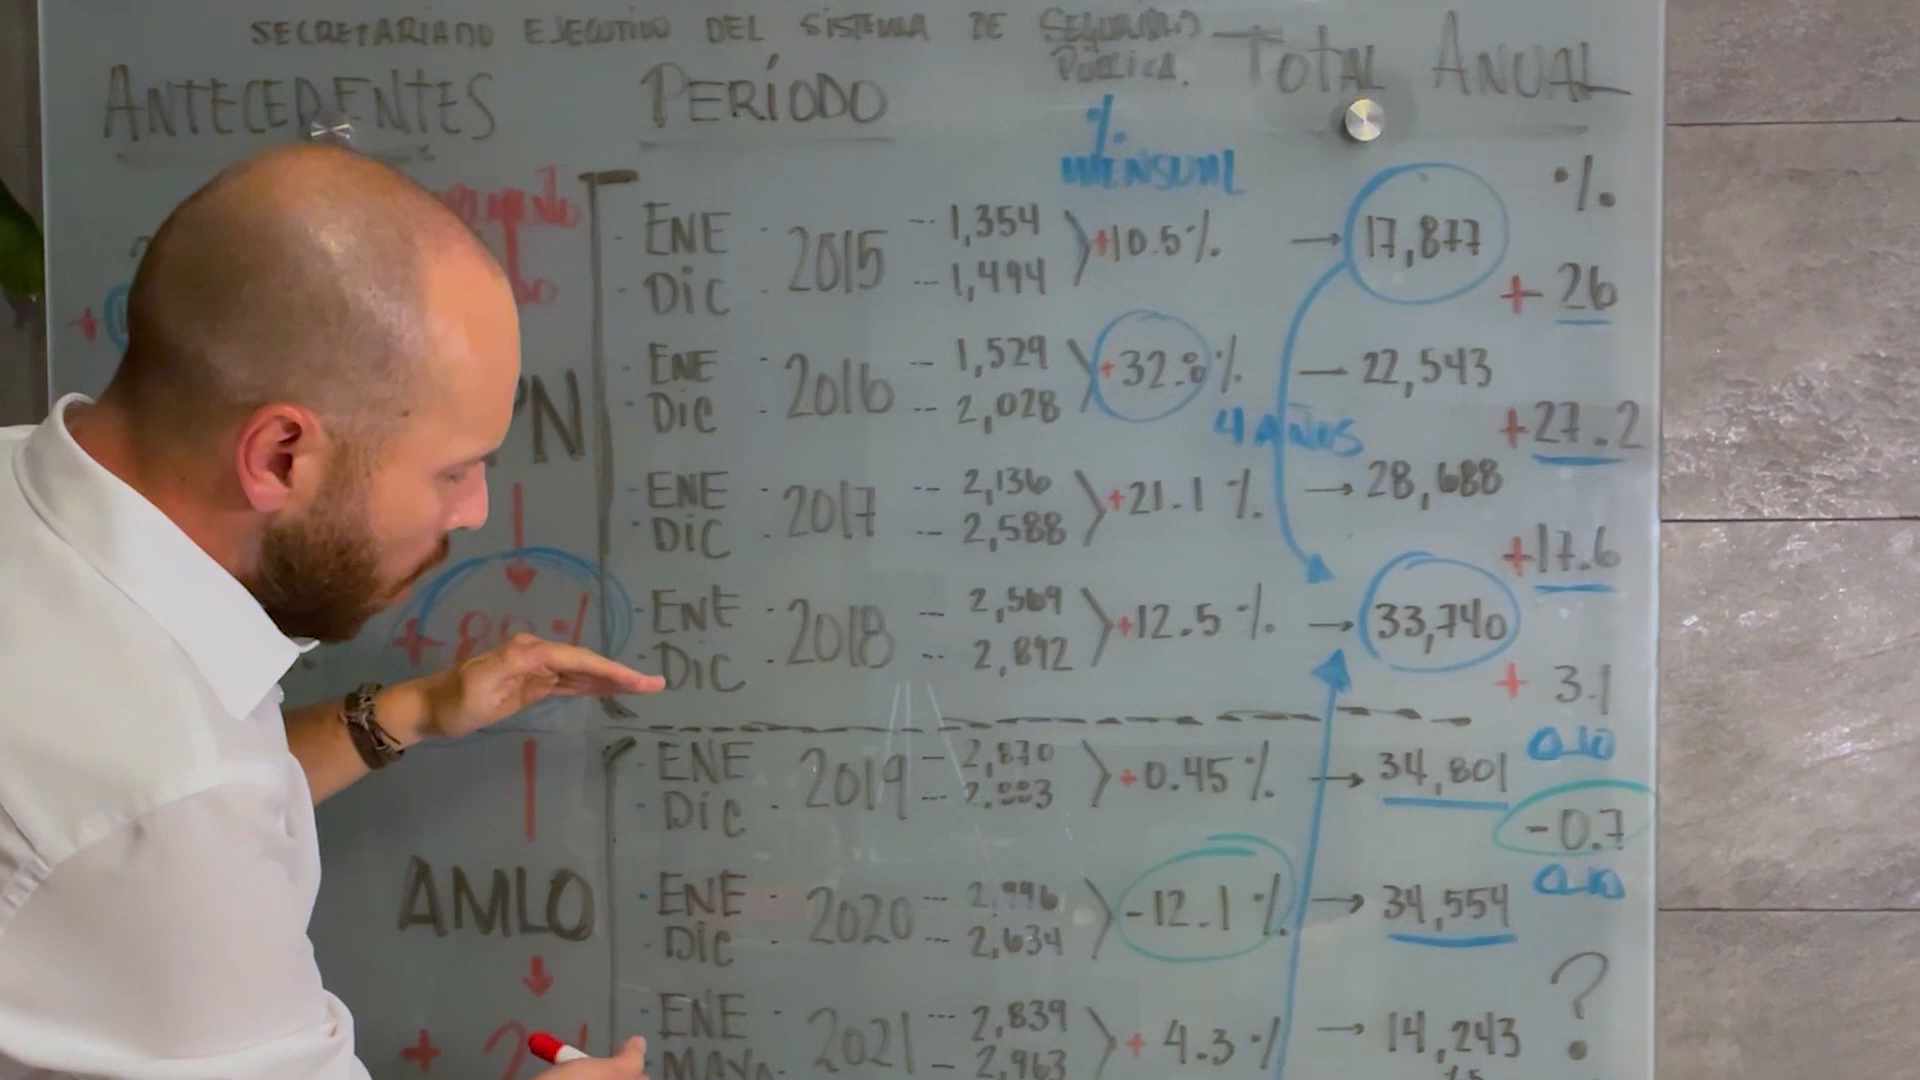 SECRETARIADO EJECUTIVO DEL SISTEMA DE SEGURIDAD
PÚBLICA.
ANTECEDENTES PERÍODO TOTAL ANUAL
% MENSUAL %
ENE 2015 -- 1,354 +10.5% → 17,877
DIC -- 1,494
+ 26
ENE 2016 -- 1,529 +32.6% → 22,543
DIC -- 2,028
4 AÑOS +27.2
PN
ENE 2017 -- 2,136 +21.1% → 28,688
DIC -- 2,588
+17.6
ENE 2018 -- 2,569 +12.5% → 33,740
DIC -- 2,892
+ 3.1
ENE 2019 -- 2,870 +0.45% → 34,801
DIC -- 2,883
-0.7
AMLO
ENE 2020 -12.1% → 34,554
DIC -- 2,634
?
ENE 2021 -- 2,839 + 4.3% → 14,243
MAYO -- 2,963